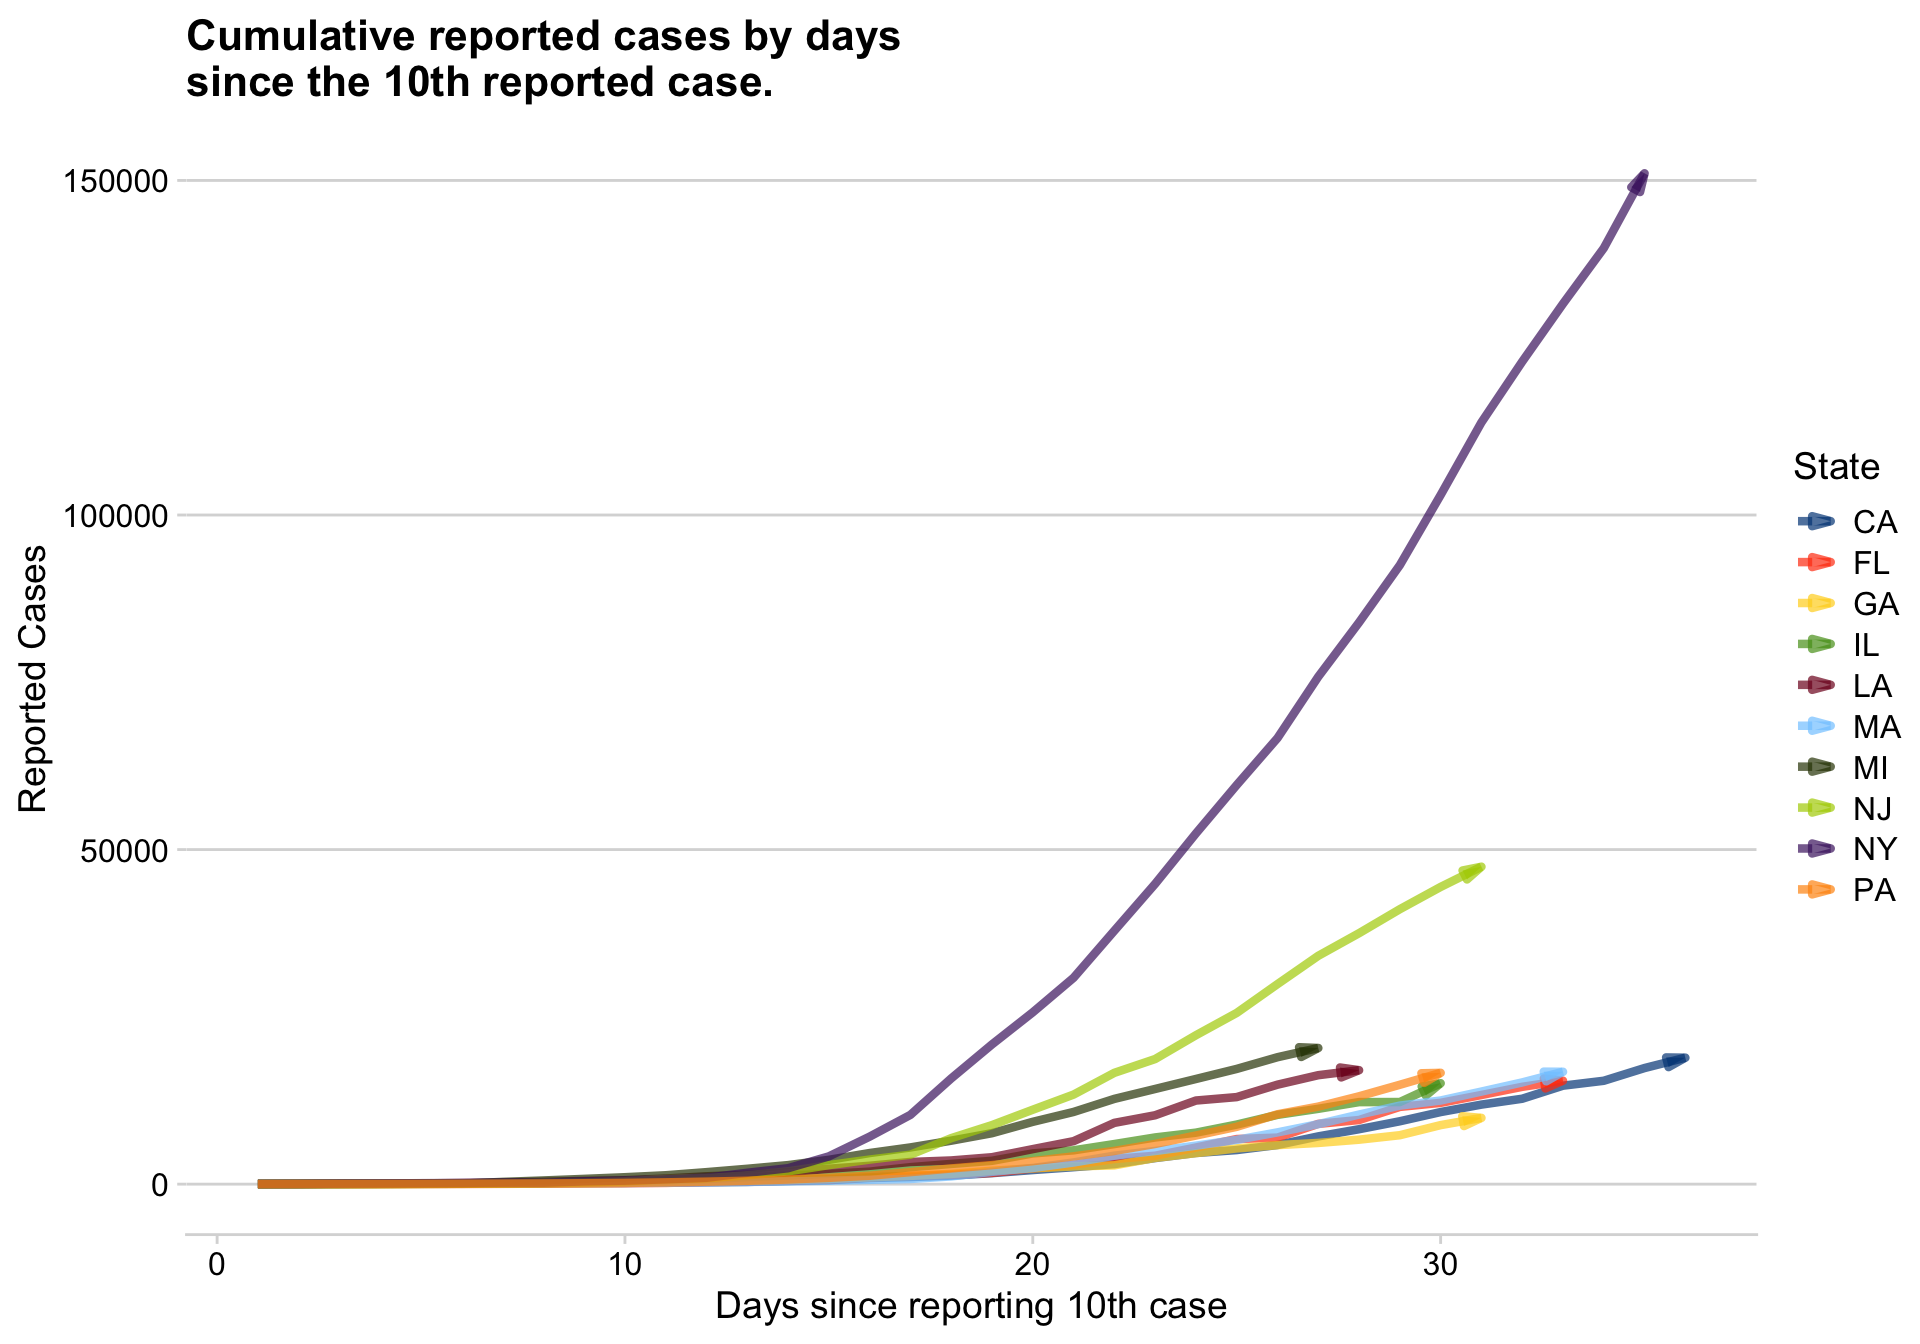 Cumulative reported cases by days
since the 10th reported case.
150000
100000
50000
0
Reported Cases
0 10 20 30
Days since reporting 10th case
State
CA
FL
GA
IL
LA
MA
MI
NJ
NY
PA